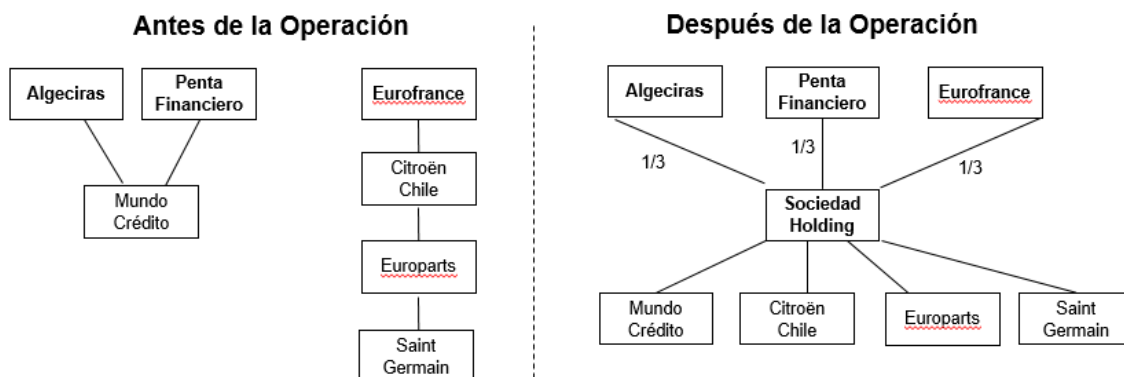 Antes de la Operación
Algeciras
Penta
Financiero
Eurofrance
Mundo
Crédito
Citroën
Chile
Europarts
Saint
Germain
Después de la Operación
Algeciras
Penta
Financiero
Eurofrance
1/3
1/3
1/3
Sociedad
Holding
Mundo
Crédito
Citroën
Chile
Europarts
Saint
Germain